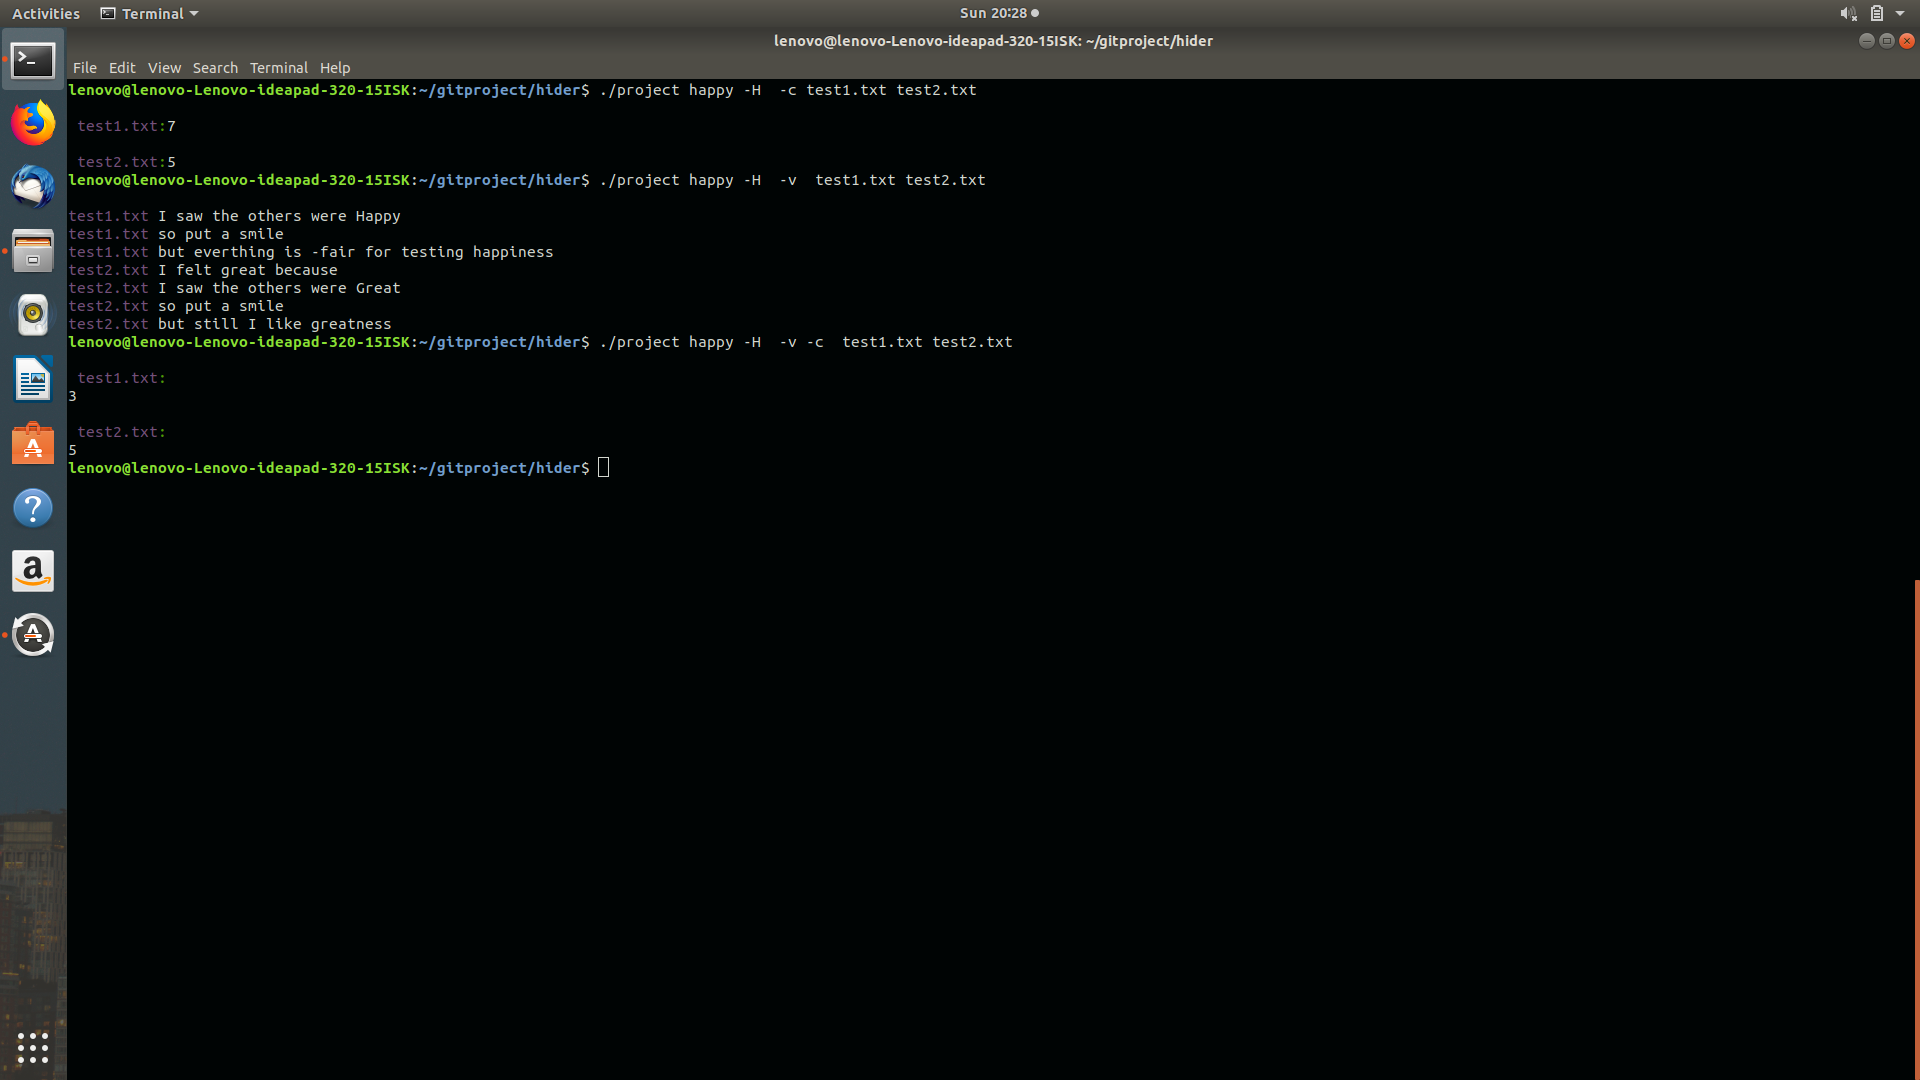 Activities Terminal Sun 20:28
lenovo@lenovo-Lenovo-ideapad-320-15ISK: ~/gitproject/hider
File Edit View Search Terminal Help
lenovo@lenovo-Lenovo-ideapad-320-15ISK:~/gitproject/hider$ ./project happy -H  -c test1.txt test2.txt
test1.txt:7
test2.txt:5
lenovo@lenovo-Lenovo-ideapad-320-15ISK:~/gitproject/hider$ ./project happy -H  -v  test1.txt test2.txt
test1.txt I saw the others were Happy
test1.txt so put a smile
test1.txt but everthing is -fair for testing happiness
test2.txt I felt great because
test2.txt I saw the others were Great
test2.txt so put a smile
test2.txt but still I like greatness
lenovo@lenovo-Lenovo-ideapad-320-15ISK:~/gitproject/hider$ ./project happy -H  -v -c  test1.txt test2.txt
test1.txt:
3
test2.txt:
5
lenovo@lenovo-Lenovo-ideapad-320-15ISK:~/gitproject/hider$